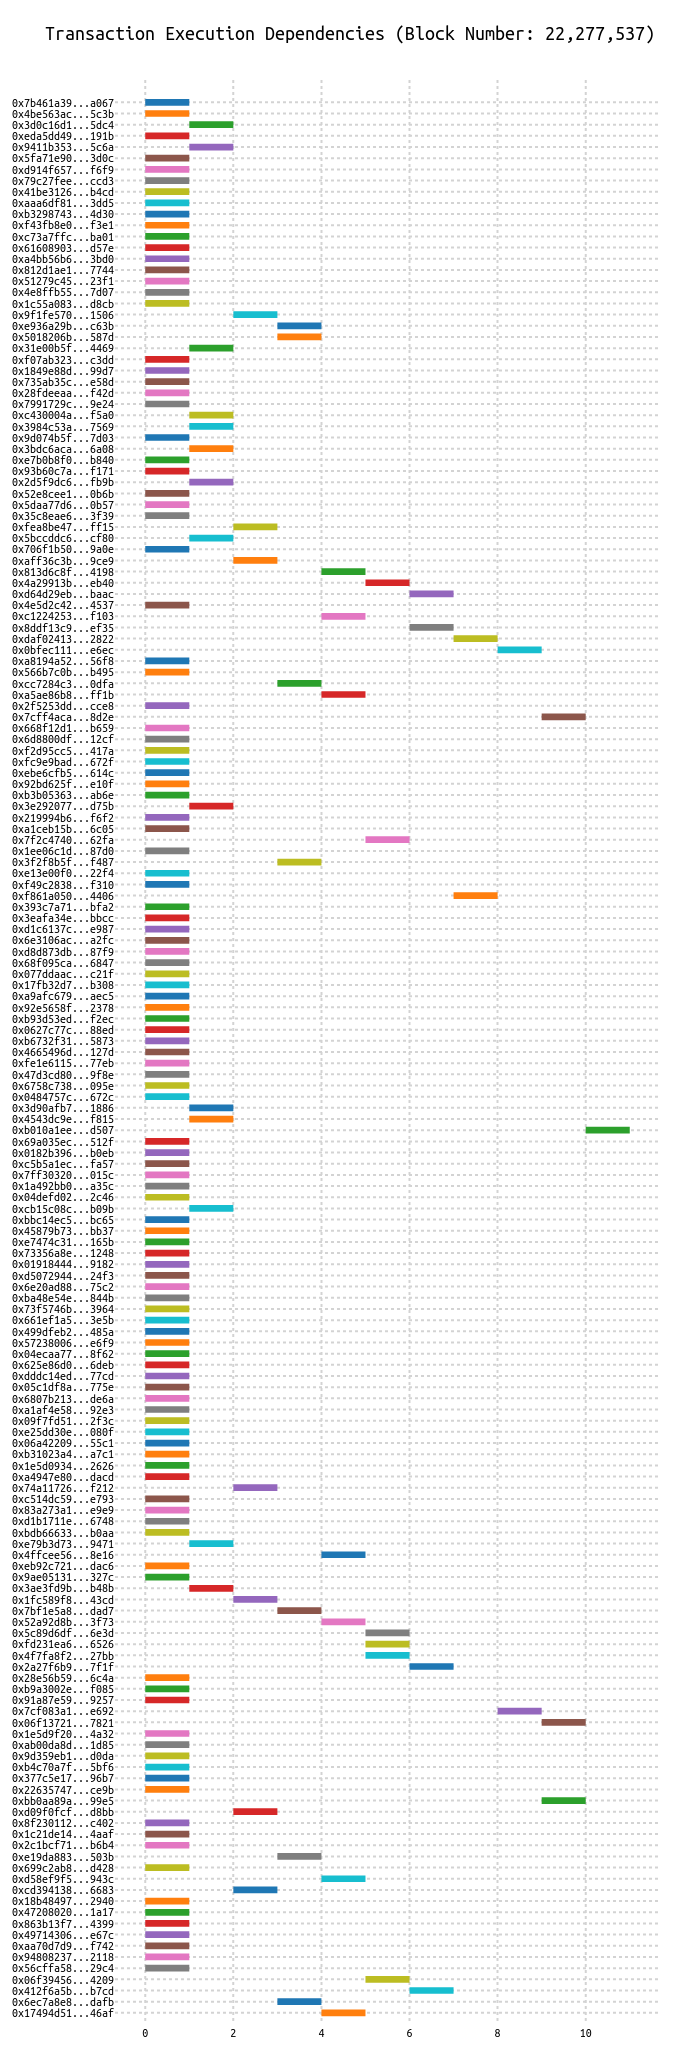 Transaction Execution Dependencies (Block Number: 22,277,537)
0x7b461a39...a067
0x4be563ac...5c3b
0x3d0c16d1...5dc4
0xeda5dd49...191b
0x9411b353...5c6a
0x5fa71e90...3d0c
0xd914f657...f6f9
0x79c27fee...ccd3
0x41be3126...b4cd
0xaaa6df81...3dd5
0xb3298743...4d30
0xf43fb8e0...f3e1
0xc73a7ffc...ba01
0x61608903...d57e
0xa4bb56b6...3bd0
0x812d1ae1...7744
0x51279c45...23f1
0x4e8ffb55...7d07
0x1c55a083...d8cb
0x9f1fe570...1506
0xe936a29b...c63b
0x5018206b...587d
0x31e00b5f...4469
0xf07ab323...c3dd
0x1849e88d...99d7
0x735ab35c...e58d
0x28fdeeaa...f42d
0x7991729c...9e24
0xc430004a...f5a0
0x3984c53a...7569
0x9d074b5f...7d03
0x3bdc6aca...6a08
0xe7b0b8f0...b840
0x93b60c7a...f171
0x2d5f9dc6...fb9b
0x52e8cee1...0b6b
0x5daa77d6...0b57
0x35c8eae6...3f39
0xfea8be47...ff15
0x5bccddc6...cf80
0x706f1b50...9a0e
0xaff36c3b...9ce9
0x813d6c8f...4198
0x4a29913b...eb40
0xd64d29eb...baac
0x4e5d2c42...4537
0xc1224253...f103
0x8ddf13c9...ef35
0xdaf02413...2822
0x0bfec111...e6ec
0xa8194a52...56f8
0x566b7c0b...b495
0xcc7284c3...0dfa
0xa5ae86b8...ff1b
0x2f5253dd...cce8
0x7cff4aca...8d2e
0x668f12d1...b659
0x6d8800df...12cf
0xf2d95cc5...417a
0xfc9e9bad...672f
0xebe6cfb5...614c
0x92bd625f...e10f
0xb3b05363...ab6e
0x3e292077...d75b
0x219994b6...f6f2
0xa1ceb15b...6c05
0x7f2c4740...62fa
0x1ee06c1d...87d0
0x3f2f8b5f...f487
0xe13e00f0...22f4
0xf49c2838...f310
0xf861a050...4406
0x393c7a71...bfa2
0x3eafa34e...bbcc
0xd1c6137c...e987
0x6e3106ac...a2fc
0xd8d873db...87f9
0x68f095ca...6847
0x077ddaac...c21f
0x17fb32d7...b308
0xa9afc679...aec5
0x92e5658f...2378
0xb93d53ed...f2ec
0x0627c77c...88ed
0xb6732f31...5873
0x4665496d...127d
0xfe1e6115...77eb
0x47d3cd80...9f8e
0x6758c738...095e
0x0484757c...672c
0x3d90afb7...1886
0x4543dc9e...f815
0xb010a1ee...d507
0x69a035ec...512f
0x0182b396...b0eb
0xc5b5a1ec...fa57
0x7ff30320...015c
0x1a492bb0...a35c
0x04defd02...2c46
0xcb15c08c...b09b
0xbbc14ec5...bc65
0x45879b73...bb37
0xe7474c31...165b
0x73356a8e...1248
0x01918444...9182
0xd5072944...24f3
0x6e20ad88...75c2
0xba48e54e...844b
0x73f5746b...3964
0x661ef1a5...3e5b
0x499dfeb2...485a
0x57238006...e6f9
0x04ecaa77...8f62
0x625e86d0...6deb
0xdddc14ed...77cd
0x05c1df8a...775e
0x6807b213...de6a
0xa1af4e58...92e3
0x09f7fd51...2f3c
0xe25dd30e...080f
0x06a42209...55c1
0xb31023a4...a7c1
0x1e5d0934...2626
0xa4947e80...dacd
0x74a11726...f212
0xc514dc59...e793
0x83a273a1...e9e9
0xd1b1711e...6748
0xbdb66633...b0aa
0xe79b3d73...9471
0x4ffcee56...8e16
0xeb92c721...dac6
0x9ae05131...327c
0x3ae3fd9b...b48b
0x1fc589f8...43cd
0x7bf1e5a8...dad7
0x52a92d8b...3f73
0x5c89d6df...6e3d
0xfd231ea6...6526
0x4f7fa8f2...27bb
0x2a27f6b9...7f1f
0x28e56b59...6c4a
0xb9a3002e...f085
0x91a87e59...9257
0x7cf083a1...e692
0x06f13721...7821
0x1e5d9f20...4a32
0xab00da8d...1d85
0x9d359eb1...d0da
0xb4c70a7f...5bf6
0x377c5e17...96b7
0x22635747...ce9b
0xbb0aa89a...99e5
0xd09f0fcf...d8bb
0x8f230112...c402
0x1c21de14...4aaf
0x2c1bcf71...b6b4
0xe19da883...503b
0x699c2ab8...d428
0xd58ef9f5...943c
0xcd394138...6683
0x18b48497...2940
0x47208020...1a17
0x863b13f7...4399
0x49714306...e67c
0xaa70d7d9...f742
0x94808237...2118
0x56cffa58...29c4
0x06f39456...4209
0x412f6a5b...b7cd
0x6ec7a8e8...dafb
0x17494d51...46af
0 2 4 6 8 10